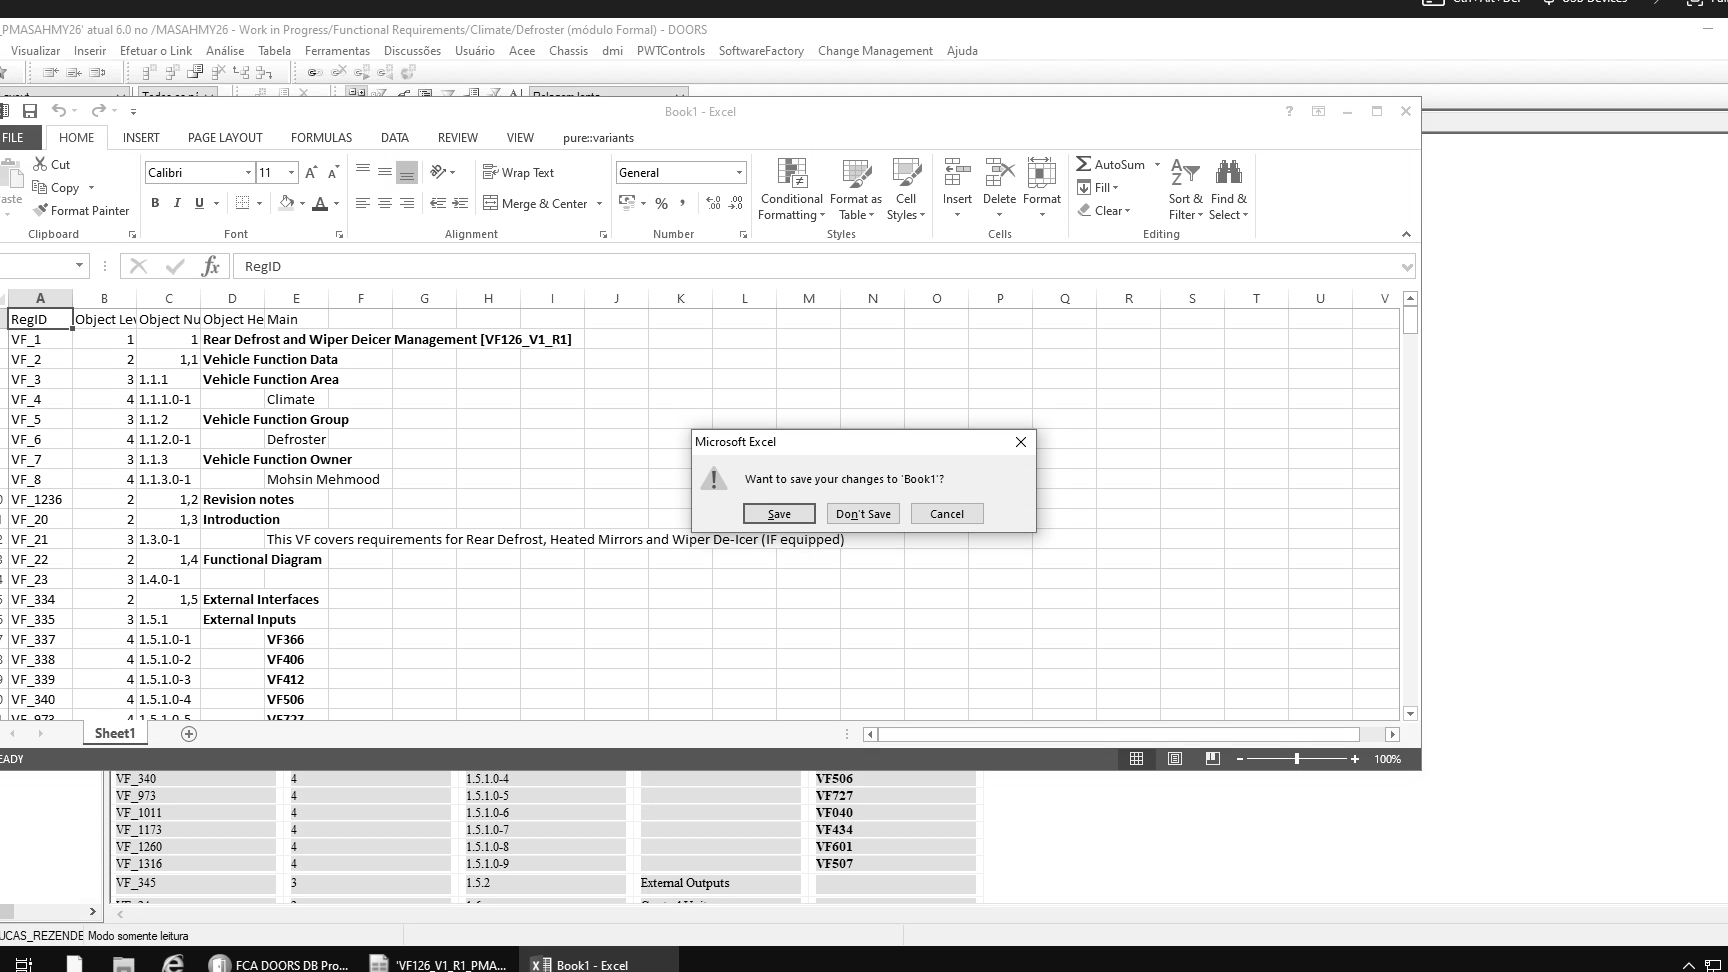 _PMASAHMY26' atual 6.0 no /MASAHMY26 - Work in Progress/Functional Requirements/Climate/Defroster (módulo Formal) - DOORS
Visualizar Inserir Efetuar o Link Análise Tabela Ferramentas Discussões Usuário Acee Chassis dmi PWTControls SoftwareFactory Change Management Ajuda
Book1 - Excel
FILE HOME INSERT PAGE LAYOUT FORMULAS DATA REVIEW VIEW pure::variants
Cut
Copy
Format Painter
Clipboard
Calibri 11
B I U
Font
Wrap Text
Merge & Center
Alignment
General
% ,
Number
Conditional Formatting
Format as Table
Cell Styles
Styles
Insert Delete Format
Cells
AutoSum
Fill
Clear
Sort & Filter
Find & Select
Editing
fx RegID
A B C D E F G H I J K L M N O P Q R S T U V
RegID Object Lev Object Nu Object He Main
VF_1 1 1 Rear Defrost and Wiper Deicer Management [VF126_V1_R1]
VF_2 2 1,1 Vehicle Function Data
VF_3 3 1.1.1 Vehicle Function Area
VF_4 4 1.1.1.0-1 Climate
VF_5 3 1.1.2 Vehicle Function Group
VF_6 4 1.1.2.0-1 Defroster
VF_7 3 1.1.3 Vehicle Function Owner
VF_8 4 1.1.3.0-1 Mohsin Mehmood
VF_1236 2 1,2 Revision notes
VF_20 2 1,3 Introduction
VF_21 3 1.3.0-1 This VF covers requirements for Rear Defrost, Heated Mirrors and Wiper De-Icer (IF equipped)
VF_22 2 1,4 Functional Diagram
VF_23 3 1.4.0-1
VF_334 2 1,5 External Interfaces
VF_335 3 1.5.1 External Inputs
VF_337 4 1.5.1.0-1 VF366
VF_338 4 1.5.1.0-2 VF406
VF_339 4 1.5.1.0-3 VF412
VF_340 4 1.5.1.0-4 VF506
VF_973 4 1.5.1.0-5 VF727
Microsoft Excel
Want to save your changes to 'Book1'?
Save Don't Save Cancel
Sheet1
EADY 100%
VF_340 4 1.5.1.0-4 VF506
VF_973 4 1.5.1.0-5 VF727
VF_1011 4 1.5.1.0-6 VF040
VF_1173 4 1.5.1.0-7 VF434
VF_1260 4 1.5.1.0-8 VF601
VF_1316 4 1.5.1.0-9 VF507
VF_345 3 1.5.2 External Outputs
UCAS_REZENDE Modo somente leitura
FCA DOORS DB Pro... 'VF126_V1_R1_PMA... Book1 - Excel